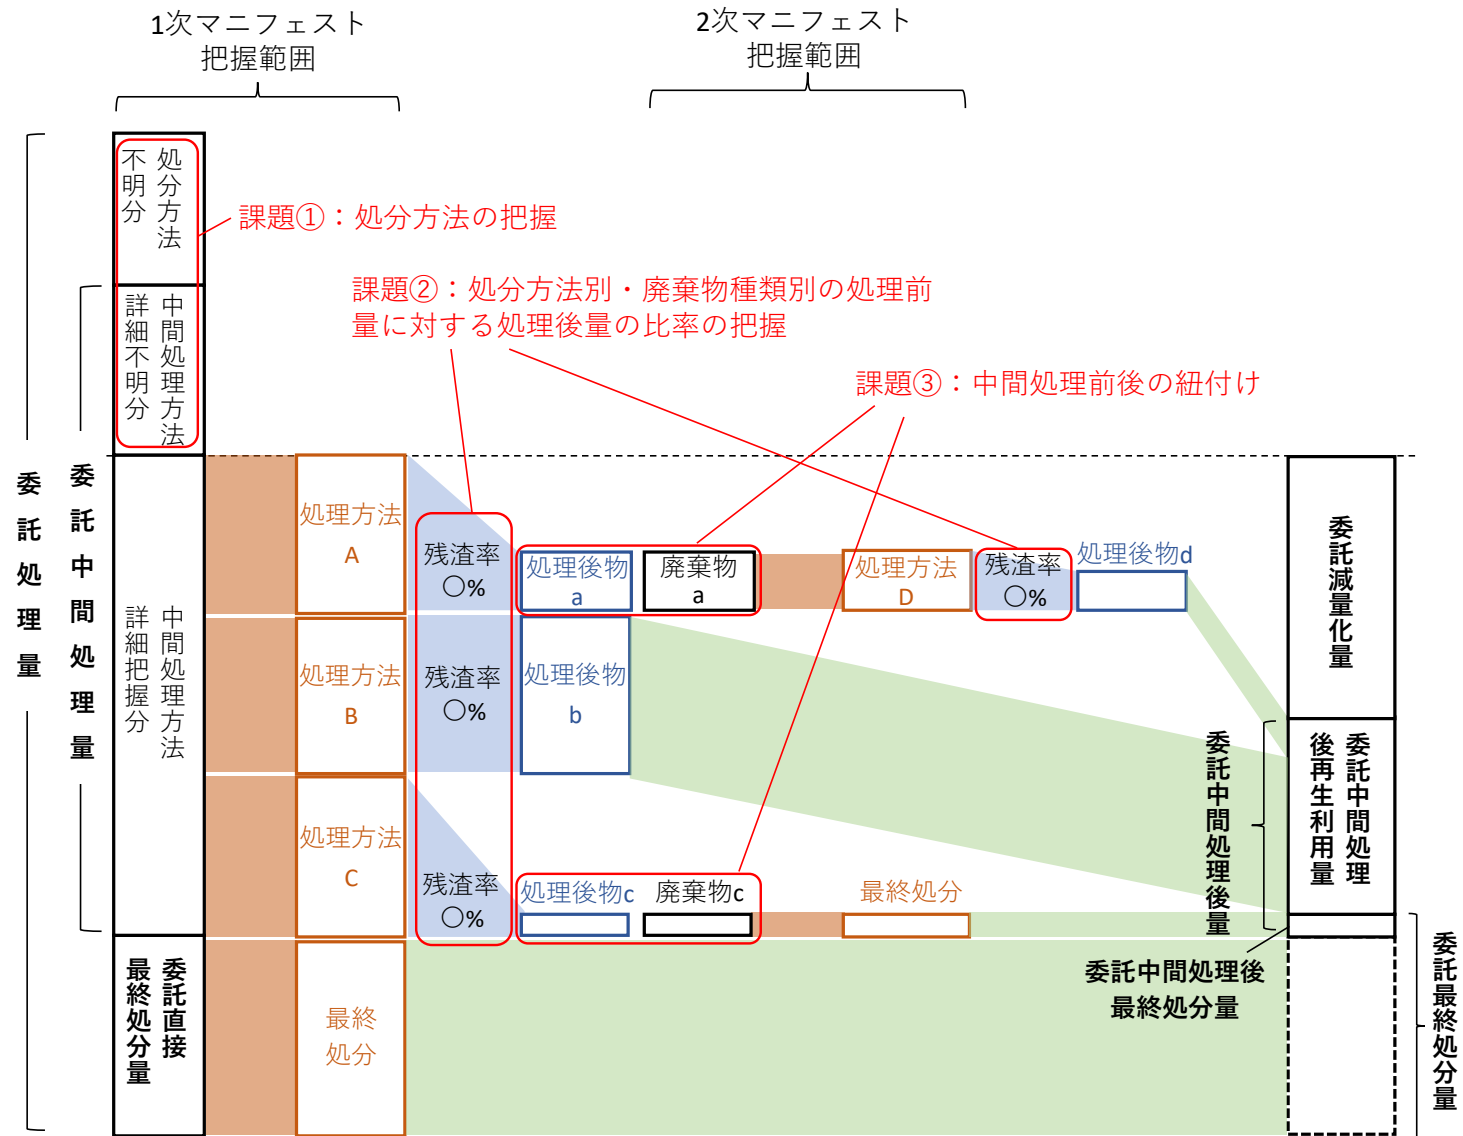 1次マニフェスト
把握範囲
2次マニフェスト
把握範囲
処分方法
不明分
課題①：処分方法の把握
中間処理方法
詳細不明分
課題②：処分方法別・廃棄物種類別の処理前
量に対する処理後量の比率の把握
課題③：中間処理前後の紐付け
委託処理量
委託中間処理量
中間処理方法
詳細把握分
処理方法
A
残渣率
〇%
処理後物
a
廃棄物
a
処理方法
D
残渣率
〇%
処理後物d
委託減量化量
処理方法
B
残渣率
〇%
処理後物
b
委託中間処理後量
委託中間処理
後再生利用量
処理方法
C
残渣率
〇%
処理後物c
廃棄物c
最終処分
委託中間処理後
最終処分量
委託直接
最終処分量
最終
処分
委託最終処分量